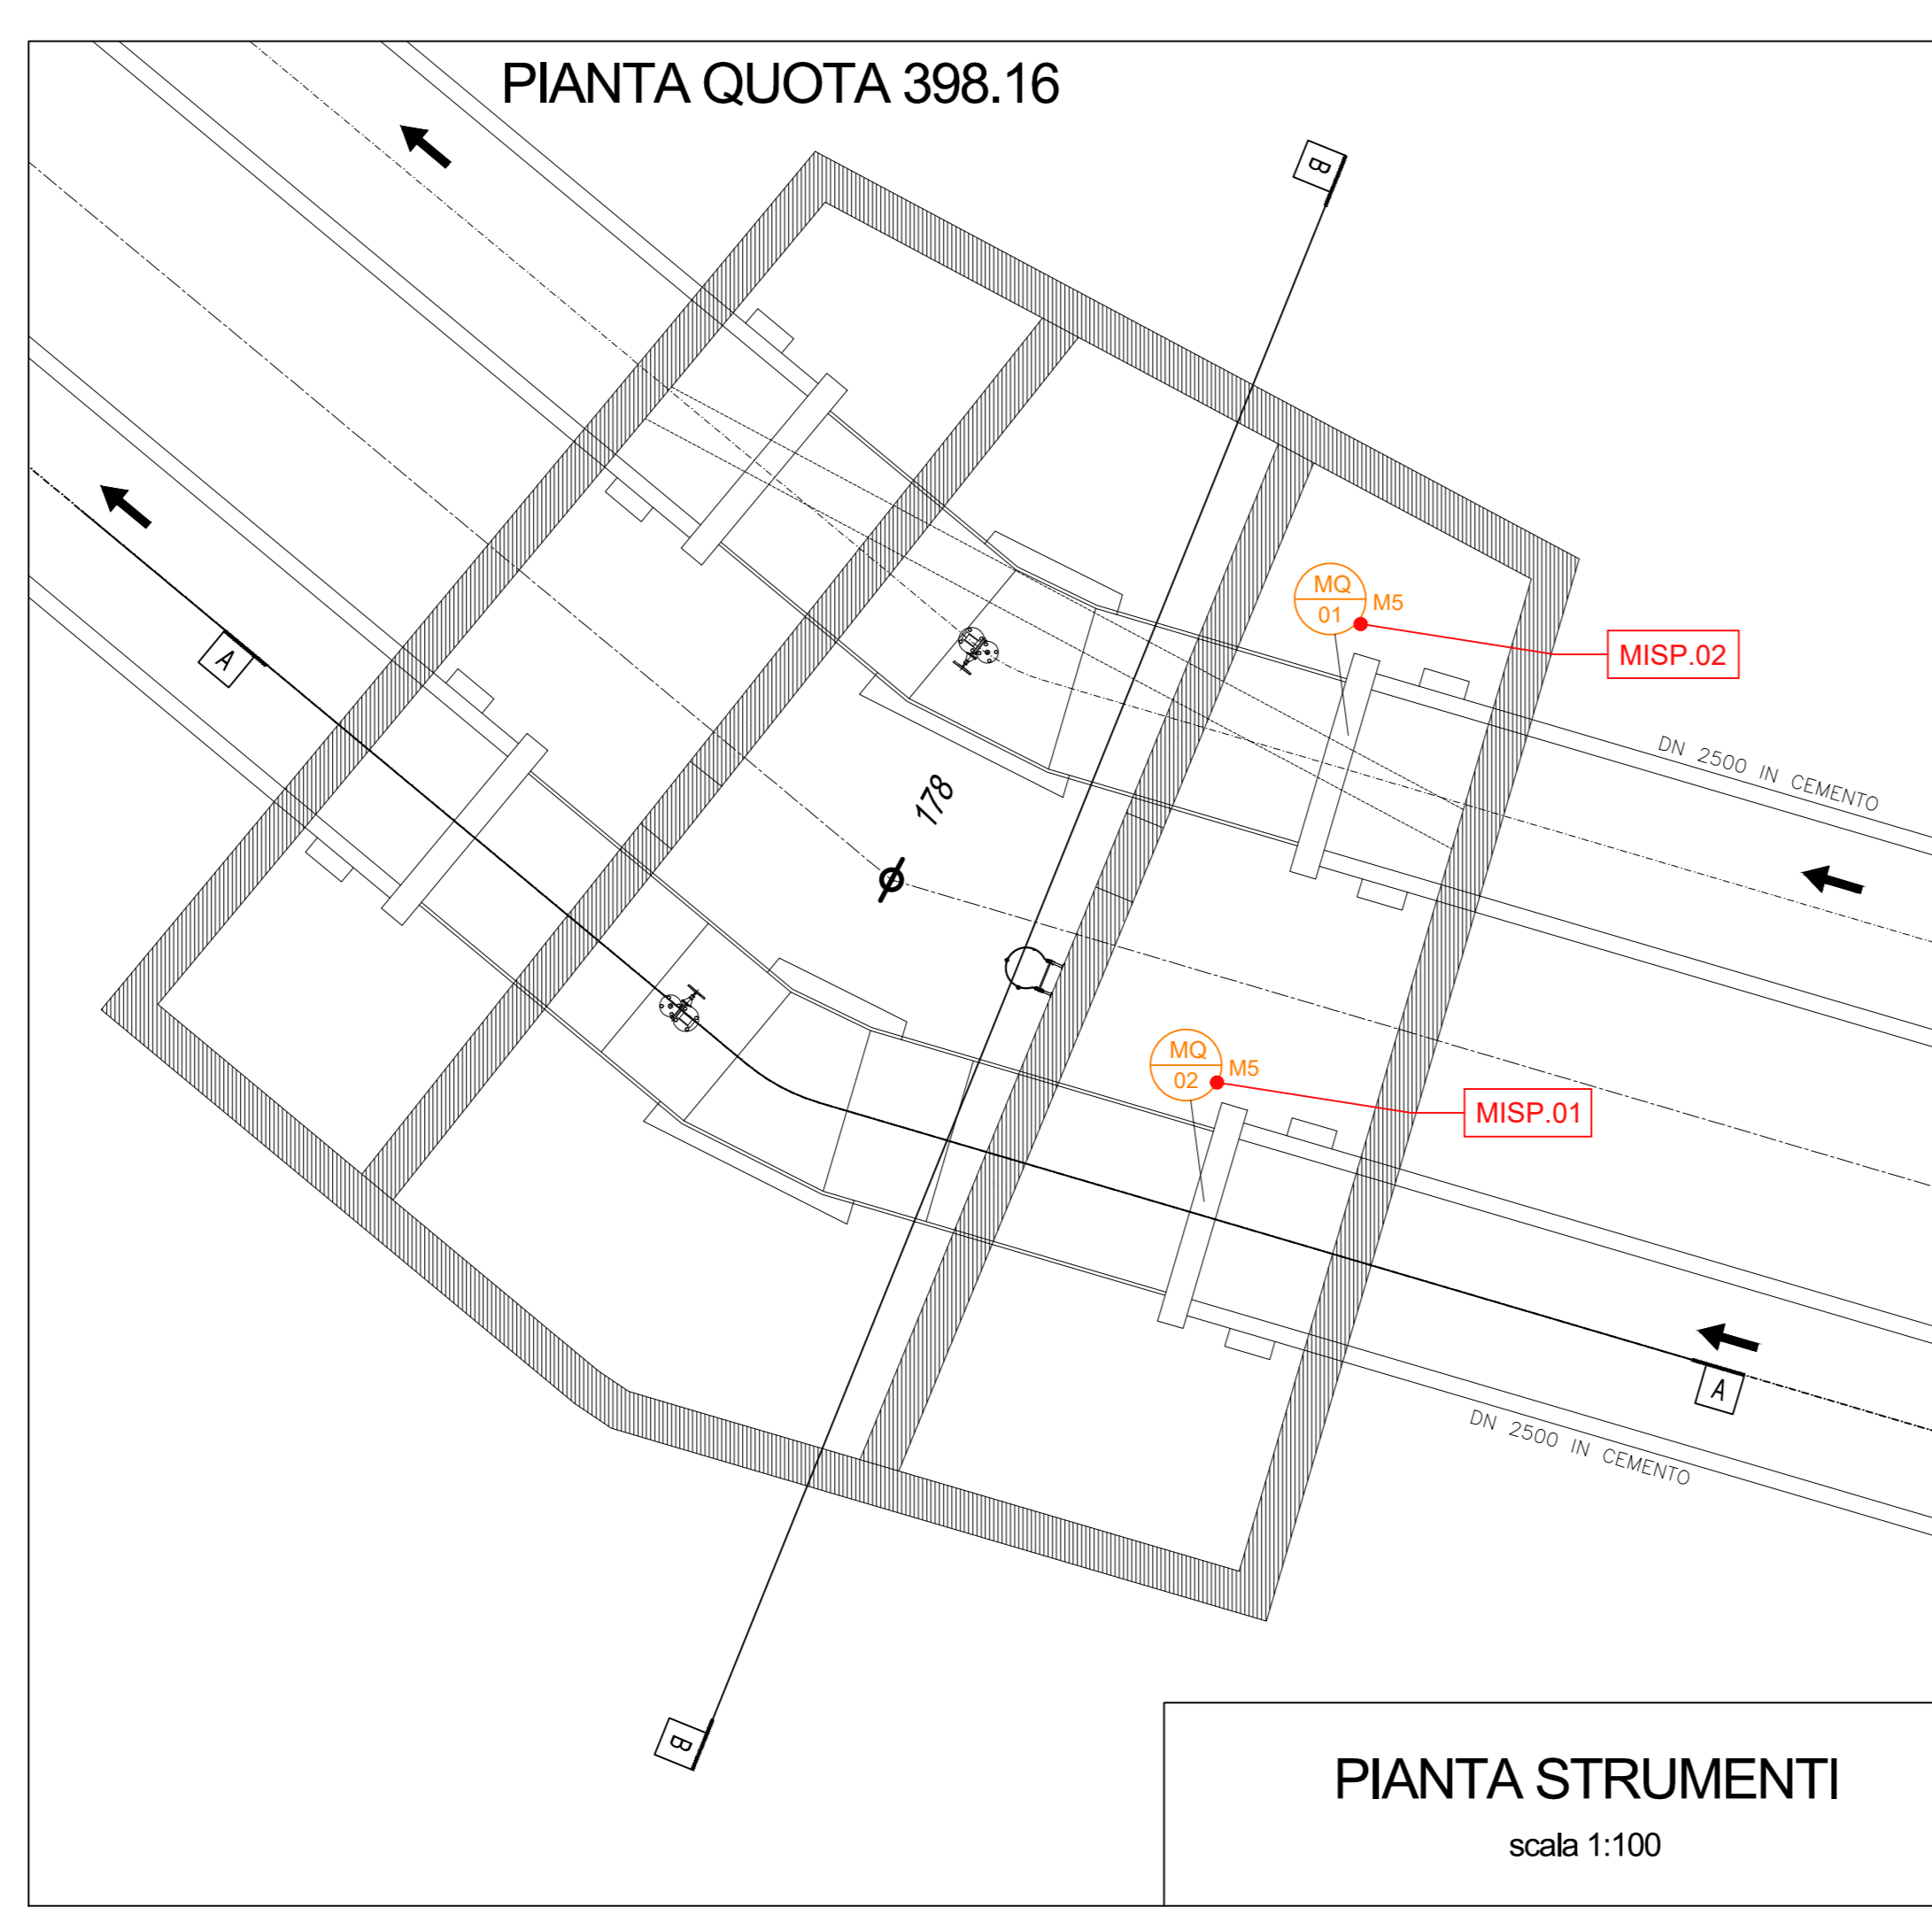 PIANTA QUOTA 398.16
B
MQ
01
M5
MISP.02
A
DN 2500 IN CEMENTO
178
MQ
02
M5
MISP.01
A
DN 2500 IN CEMENTO
B
PIANTA STRUMENTI
scala 1:100